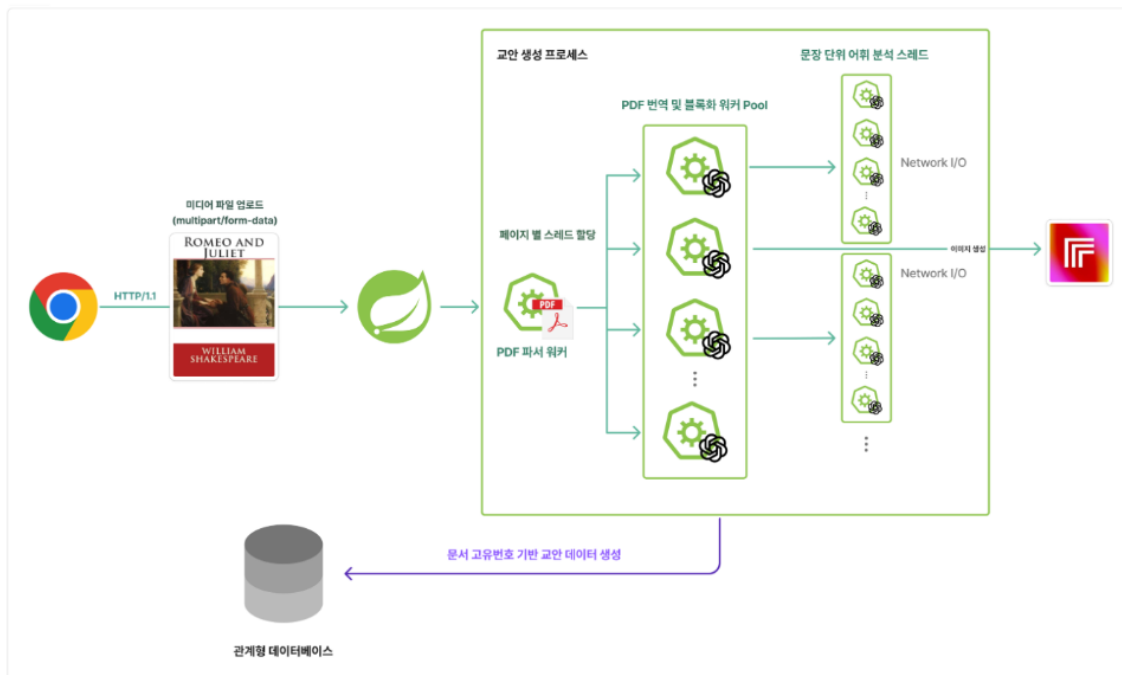 교안 생성 프로세스
문장 단위 어휘 분석 스레드
PDF 번역 및 블록화 워커 Pool
Network I/O
미디어 파일 업로드
(multipart/form-data)
ROMEO AND
JULIET
페이지 별 스레드 할당
이미지 생성
Network I/O
HTTP/1.1
PDF
WILLIAM
SHAKESPEARE
PDF 파서 워커
문서 고유번호 기반 교안 데이터 생성
관계형 데이터베이스